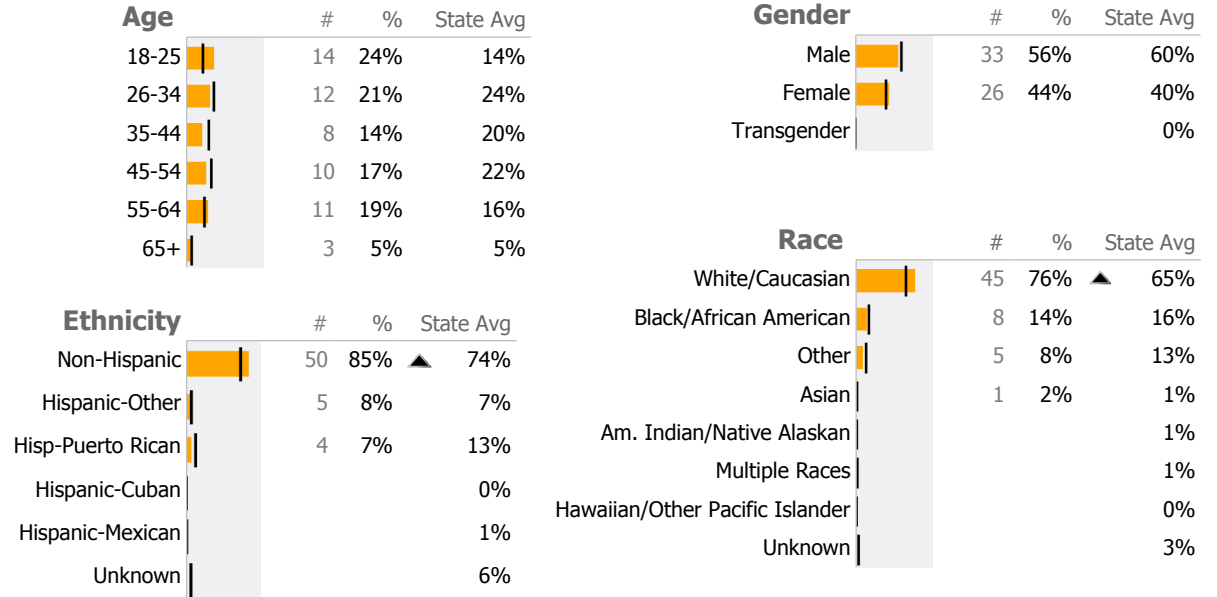 Age # % State Avg
18-25 14 24% 14%
26-34 12 21% 24%
35-44 8 14% 20%
45-54 10 17% 22%
55-64 11 19% 16%
65+ 3 5% 5%
Ethnicity # % State Avg
Non-Hispanic 50 85% ▲ 74%
Hispanic-Other 5 8% 7%
Hisp-Puerto Rican 4 7% 13%
Hispanic-Cuban 0%
Hispanic-Mexican 1%
Unknown 6%
Gender # % State Avg
Male 33 56% 60%
Female 26 44% 40%
Transgender 0%
Race # % State Avg
White/Caucasian 45 76% ▲ 65%
Black/African American 8 14% 16%
Other 5 8% 13%
Asian 1 2% 1%
Am. Indian/Native Alaskan 1%
Multiple Races 1%
Hawaiian/Other Pacific Islander 0%
Unknown 3%